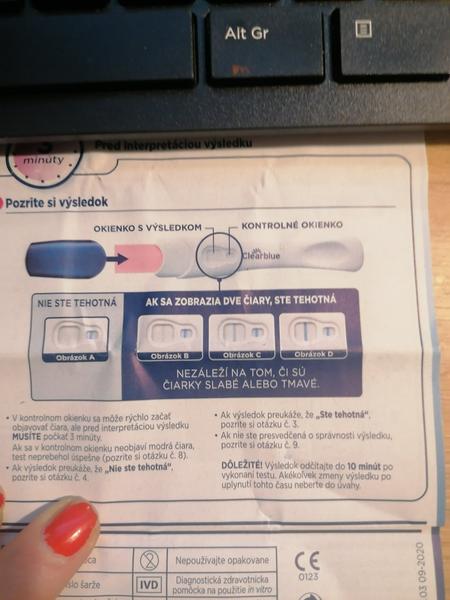 Alt Gr
minúty
Pred interpretáciou výsledku
Pozrite si výsledok
OKIENKO S VÝSLEDKOM
KONTROLNÉ OKIENKO
Clearblue
NIE STE TEHOTNÁ
AK SA ZOBRAZIA DVE ČIARY, STE TEHOTNÁ
Obrázok A
Obrázok B
Obrázok C
Obrázok D
NEZÁLEŽÍ NA TOM, ČI SÚ
ČIARKY SLABÉ ALEBO TMAVÉ.
• V kontrolnom okienku sa môže rýchlo začať
objavovať čiara, ale pred interpretáciou výsledku
MUSÍTE počkať 3 minúty.
Ak sa v kontrolnom okienku neobjaví modrá čiara,
test neprebehol úspešne (pozrite si otázku č. 8).
• Ak výsledok preukáže, že „Nie ste tehotná",
pozrite si otázku č. 4.
• Ak výsledok preukáže, že „Ste tehotná",
pozrite si otázku č. 3.
• Ak nie ste presvedčená o správnosti výsledku,
pozrite si otázku č. 9.
DÔLEŽITÉ! Výsledok odčítajte do 10 minút po
vykonaní testu. Akékoľvek zmeny výsledku po
uplynutí tohto času neberte do úvahy.
Nepoužívajte opakovane
CE
0123
šarže
IVD
Diagnostická zdravotnícka
pomôcka na použitie in vitro
03 09-2020